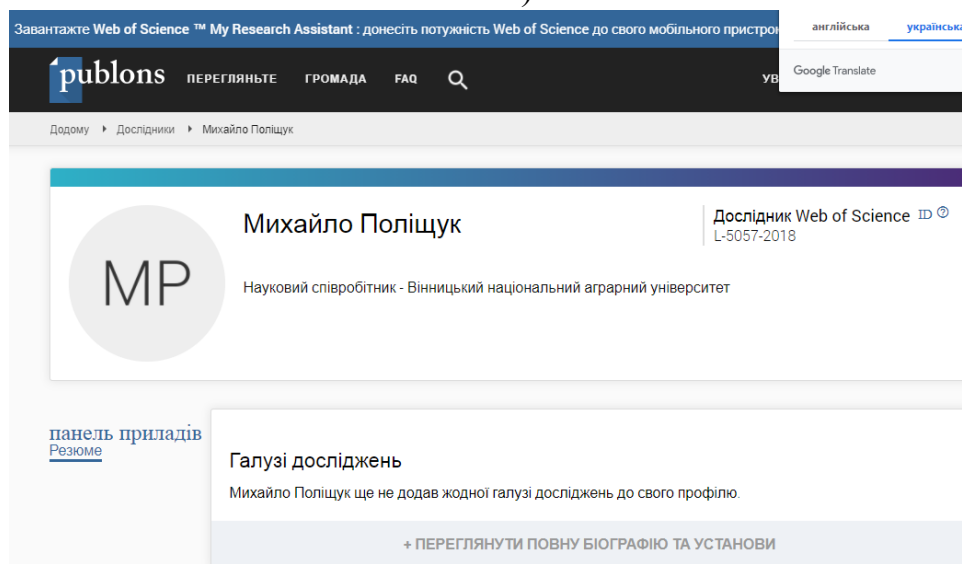 Завантажте Web of Science ™ My Research Assistant : донесіть потужність Web of Science до свого мобільного
англійська українська
publons ПЕРЕГЛЯНЬТЕ ГРОМАДА FAQ
Google Translate
Додому ‣ Дослідники ‣ Михайло Поліщук
MP
Михайло Поліщук
Дослідник Web of Science ID
L-5057-2018
Науковий співробітник - Вінницький національний аграрний університет
панель приладів
Резюме
Галузі досліджень
Михайло Поліщук ще не додав жодної галузі досліджень до свого профілю.
+ ПЕРЕГЛЯНУТИ ПОВНУ БІОГРАФІЮ ТА УСТАНОВИ